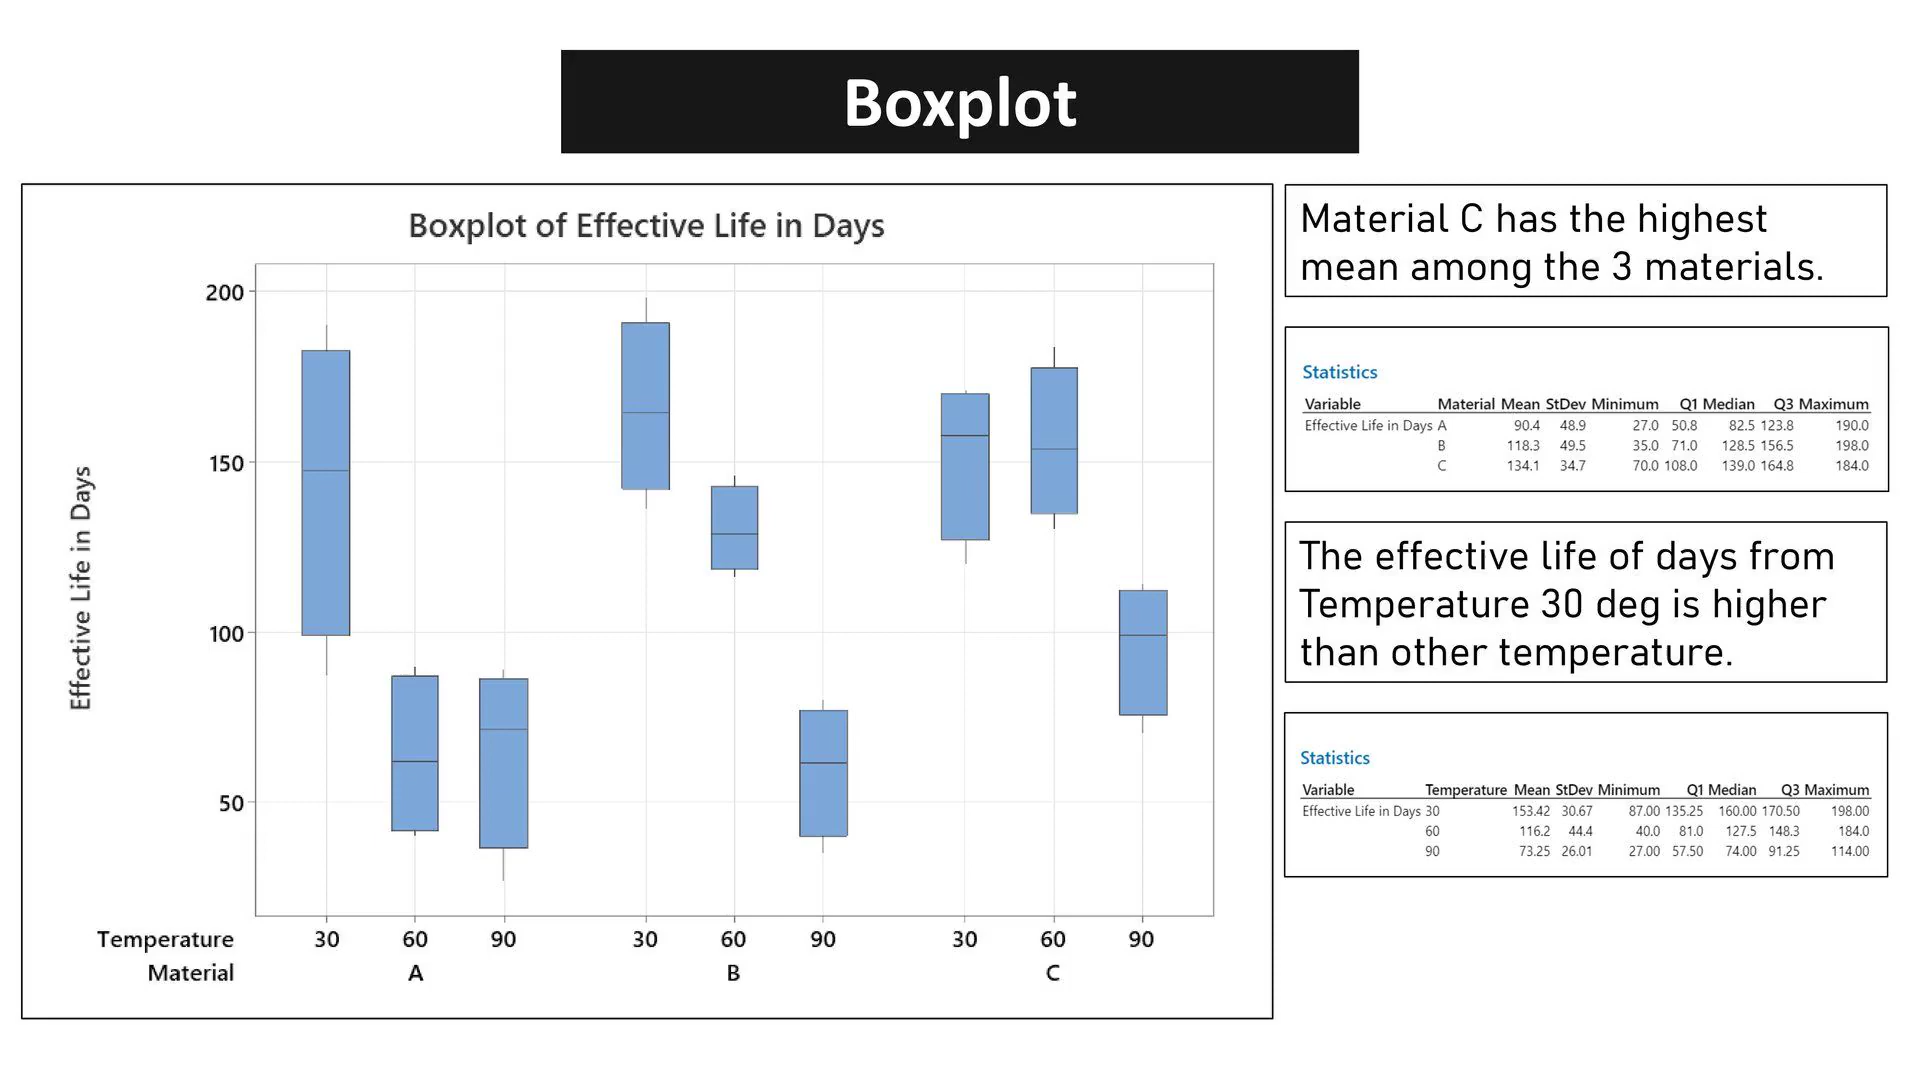 Boxplot
Boxplot of Effective Life in Days
Effective Life in Days
200
150
100
50
Temperature 30 60 90 30 60 90 30 60 90
Material A B C
Material C has the highest
mean among the 3 materials.
Statistics
Variable Material Mean StDev Minimum Q1 Median Q3 Maximum
Effective Life in Days A 90.4 48.9 27.0 50.8 82.5 123.8 190.0
B 118.3 49.5 35.0 71.0 128.5 156.5 198.0
C 134.1 34.7 70.0 108.0 139.0 164.8 184.0
The effective life of days from
Temperature 30 deg is higher
than other temperature.
Statistics
Variable Temperature Mean StDev Minimum Q1 Median Q3 Maximum
Effective Life in Days 30 153.42 30.67 87.00 135.25 160.00 170.50 198.00
60 116.2 44.4 40.0 81.0 127.5 148.3 184.0
90 73.25 26.01 27.00 57.50 74.00 91.25 114.00